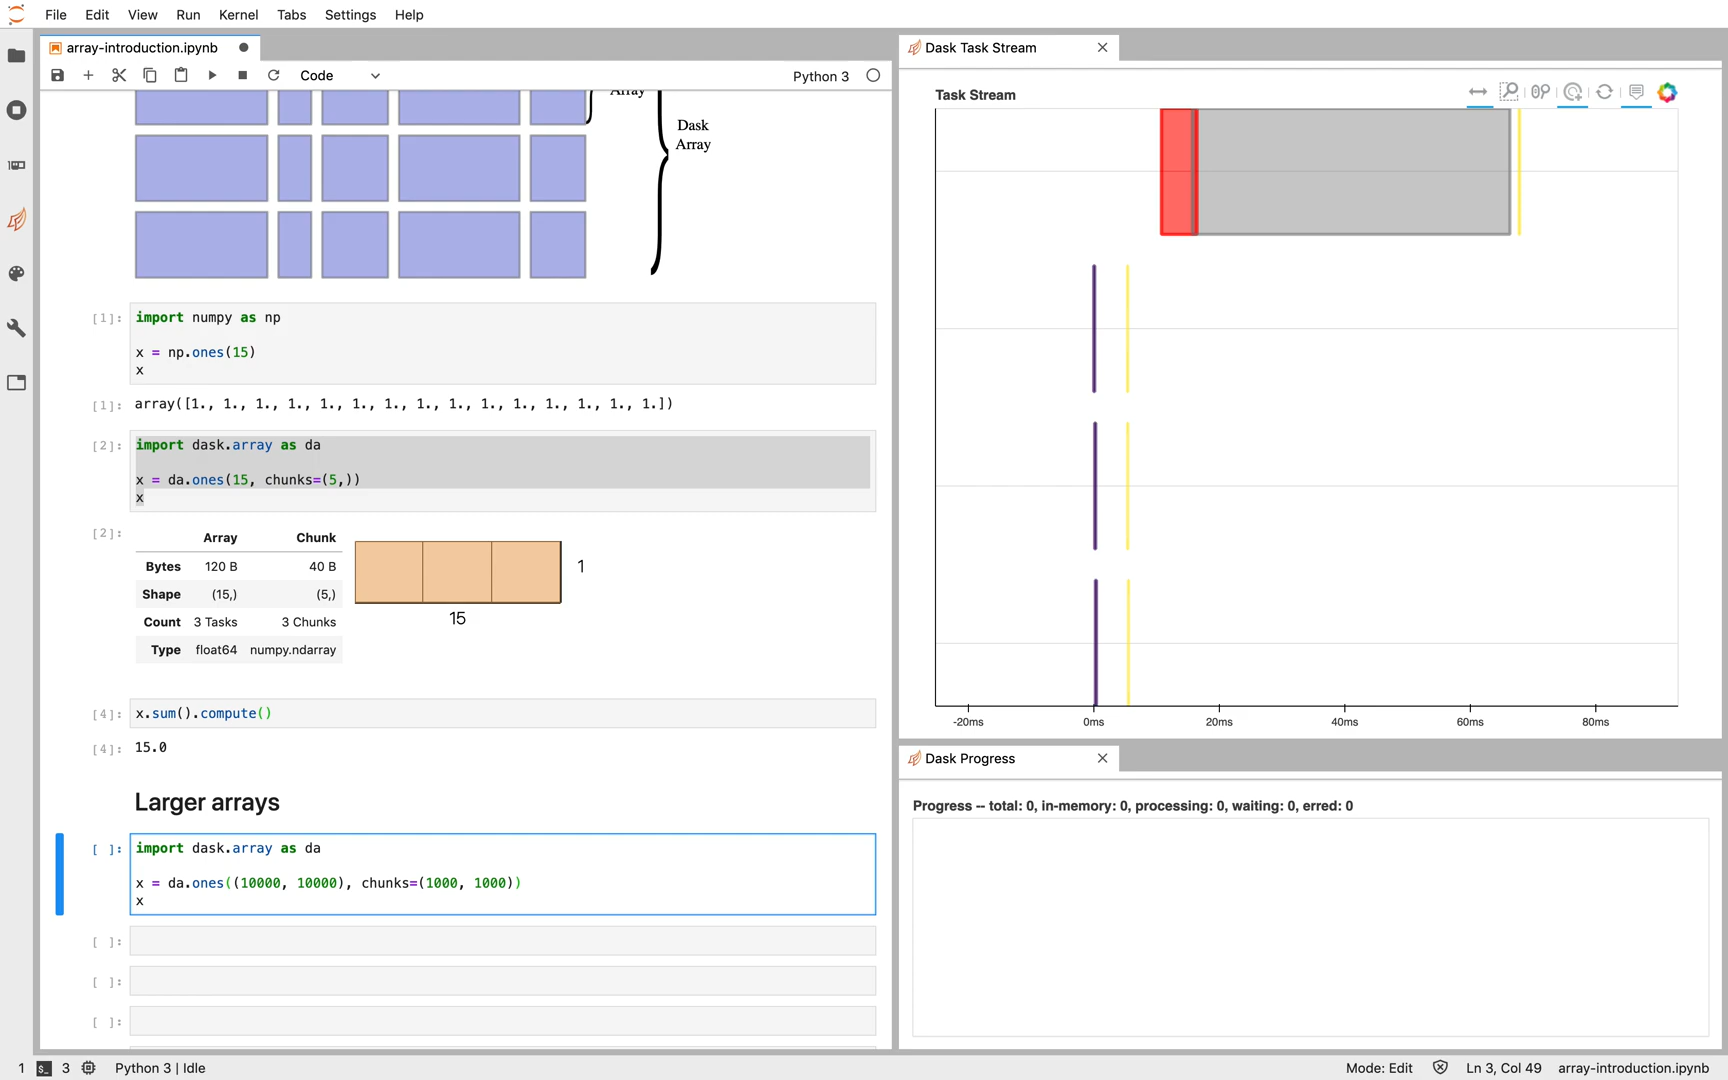 File Edit View Run Kernel Tabs Settings Help
array-introduction.ipynb
Code
Python 3
Array
Dask
Array
[1]: import numpy as np
x = np.ones(15)
x
[1]: array([1., 1., 1., 1., 1., 1., 1., 1., 1., 1., 1., 1., 1., 1., 1.])
[2]: import dask.array as da
x = da.ones(15, chunks=(5,))
x
[2]:
Array Chunk
Bytes 120 B 40 B
Shape (15,) (5,)
Count 3 Tasks 3 Chunks
Type float64 numpy.ndarray
1
15
[4]: x.sum().compute()
[4]: 15.0
Larger arrays
[ ]: import dask.array as da
x = da.ones((10000, 10000), chunks=(1000, 1000))
x
[ ]:
[ ]:
[ ]:
Dask Task Stream
Task Stream
-20ms 0ms 20ms 40ms 60ms 80ms
Dask Progress
Progress -- total: 0, in-memory: 0, processing: 0, waiting: 0, erred: 0
1 $_ 3 Python 3 | Idle
Mode: Edit Ln 3, Col 49 array-introduction.ipynb